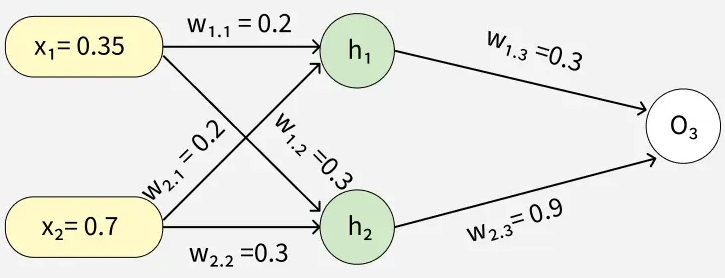 x₁= 0.35
w₁.₁ = 0.2
h₁
w₁.₃ =0.3
O₃
w₂.₁ = 0.2
w₁.₂ =0.3
x₂= 0.7
w₂.₂ =0.3
h₂
w₂.₃= 0.9